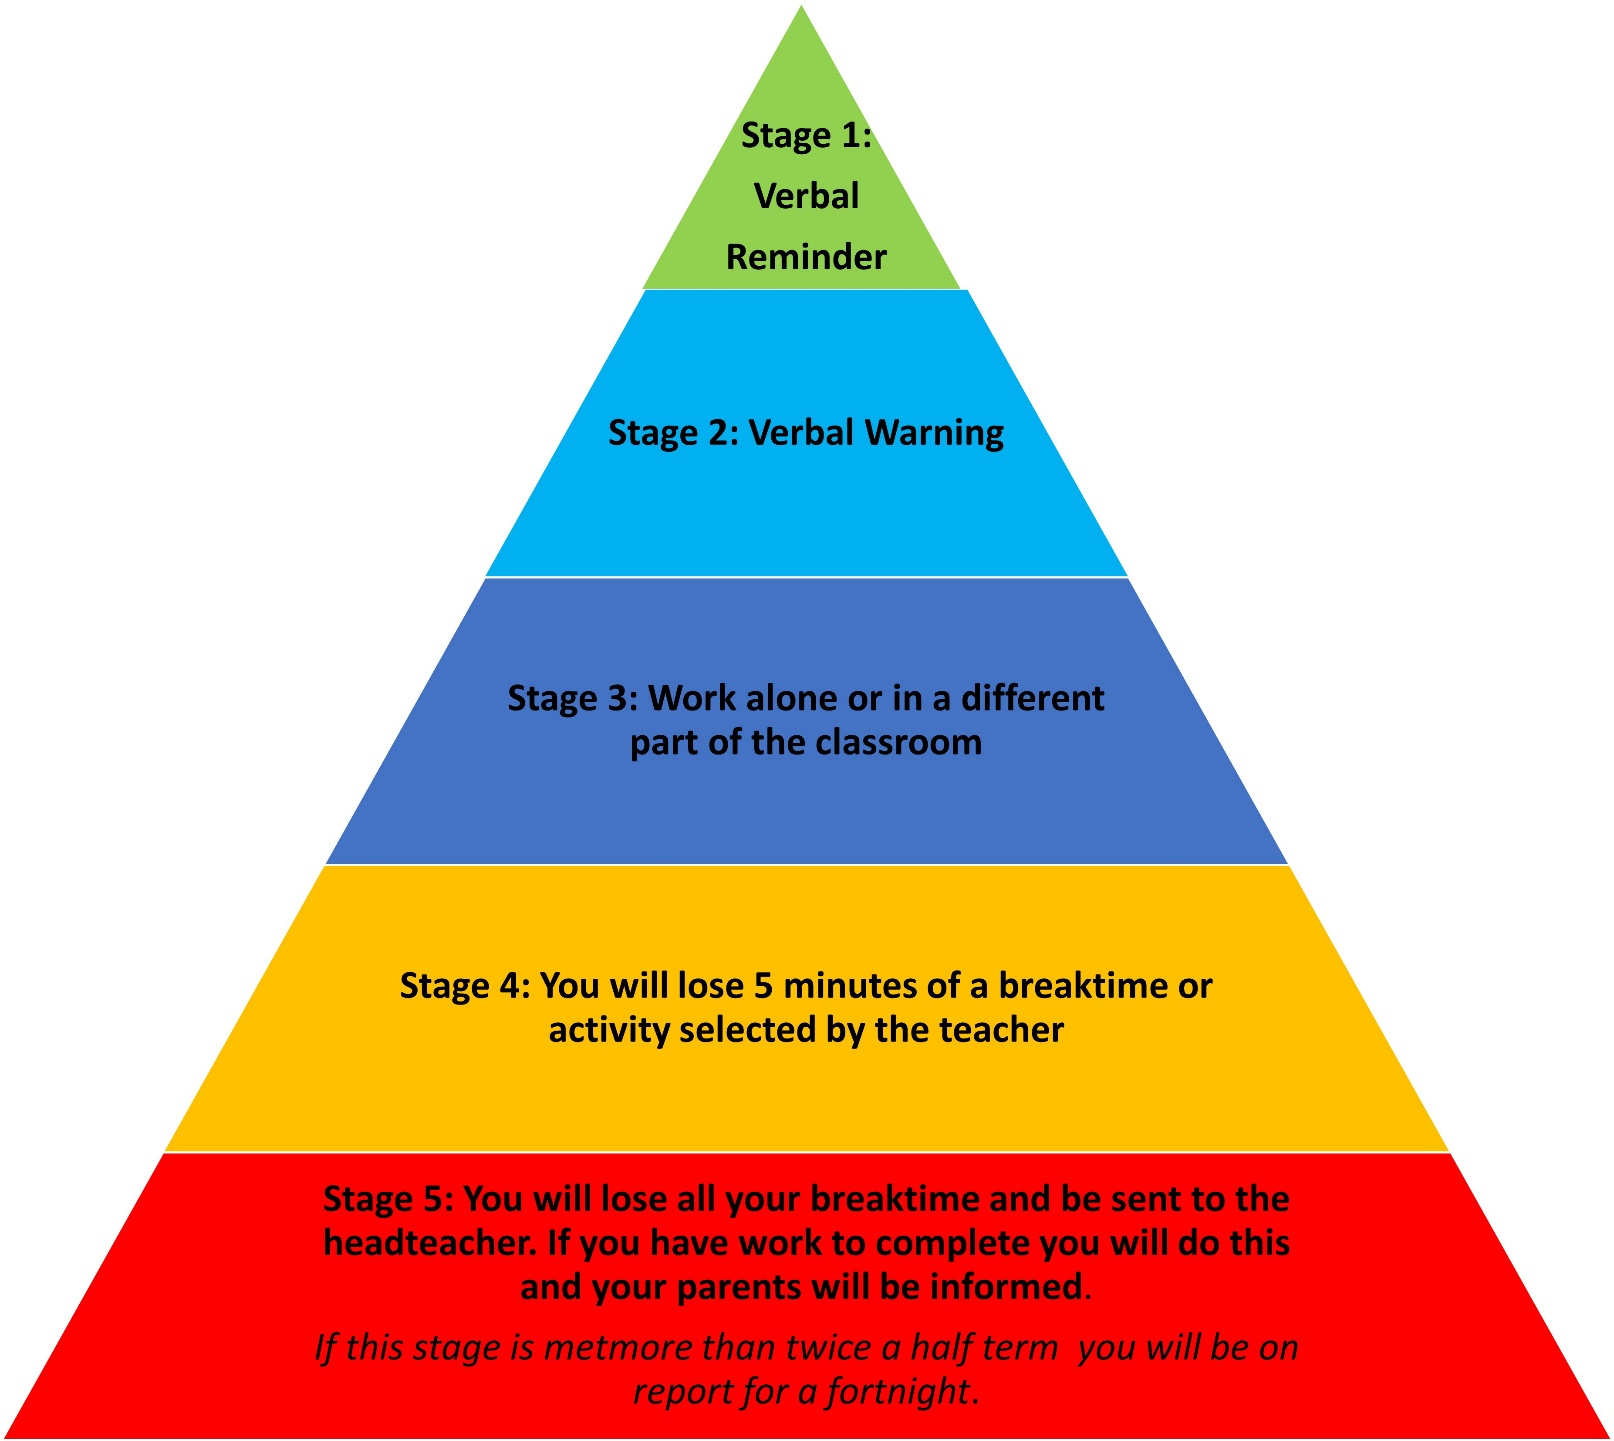 Stage 1:
Verbal
Reminder
Stage 2: Verbal Warning
Stage 3: Work alone or in a different
part of the classroom
Stage 4: You will lose 5 minutes of a breaktime or
activity selected by the teacher
Stage 5: You will lose all your breaktime and be sent to the
headteacher. If you have work to complete you will do this
and your parents will be informed.
If this stage is metmore than twice a half term  you will be on
report for a fortnight.